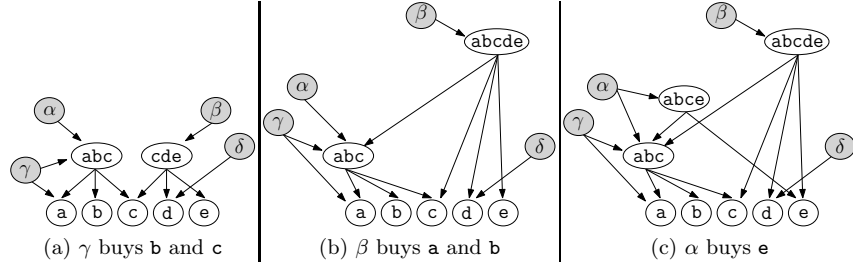 β
abcde
β
abcde
α
β
α
α
abce
γ
δ
γ
δ
γ
δ
abc
cde
abc
abc
a b c d e
a b c d e
a b c d e
(a) γ buys b and c
(b) β buys a and b
(c) α buys e